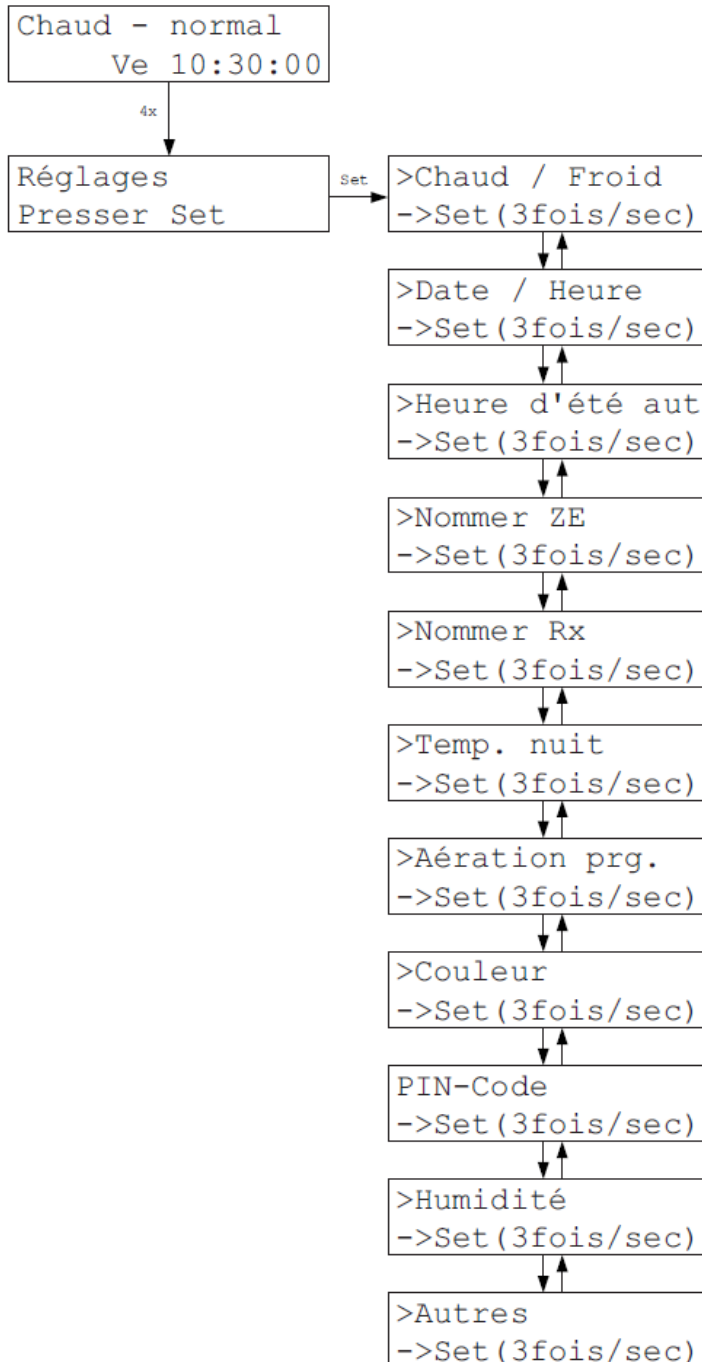 Chaud - normal
Ve 10:30:00
4x
Réglages
Presser Set
Set
>Chaud / Froid
->Set(3fois/sec)
>Date / Heure
->Set(3fois/sec)
>Heure d'été aut
->Set(3fois/sec)
>Nommer ZE
->Set(3fois/sec)
>Nommer Rx
->Set(3fois/sec)
>Temp. nuit
->Set(3fois/sec)
>Aération prg.
->Set(3fois/sec)
>Couleur
->Set(3fois/sec)
PIN-Code
->Set(3fois/sec)
>Humidité
->Set(3fois/sec)
>Autres
->Set(3fois/sec)